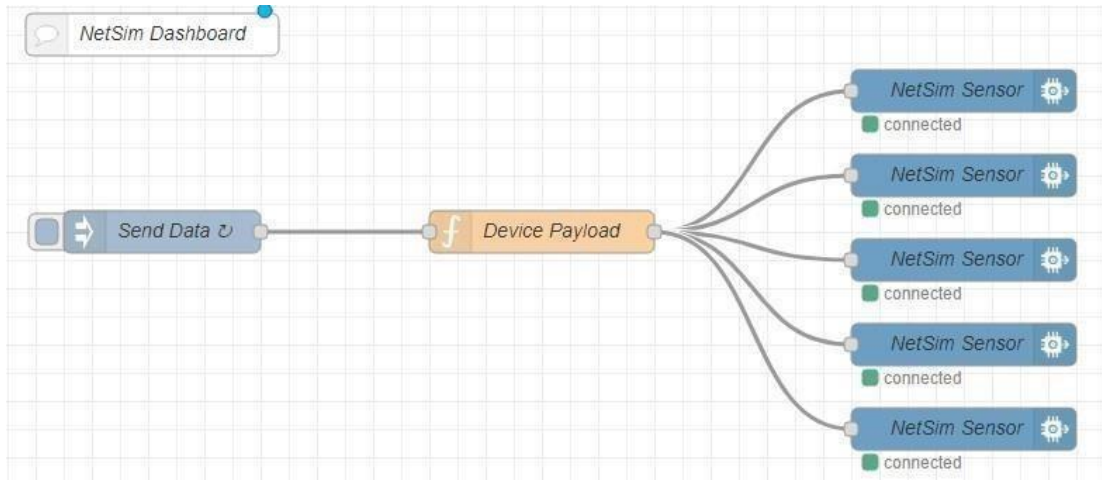 NetSim Dashboard
NetSim Sensor
connected
NetSim Sensor
connected
Send Data ↻
Device Payload
NetSim Sensor
connected
NetSim Sensor
connected
NetSim Sensor
connected